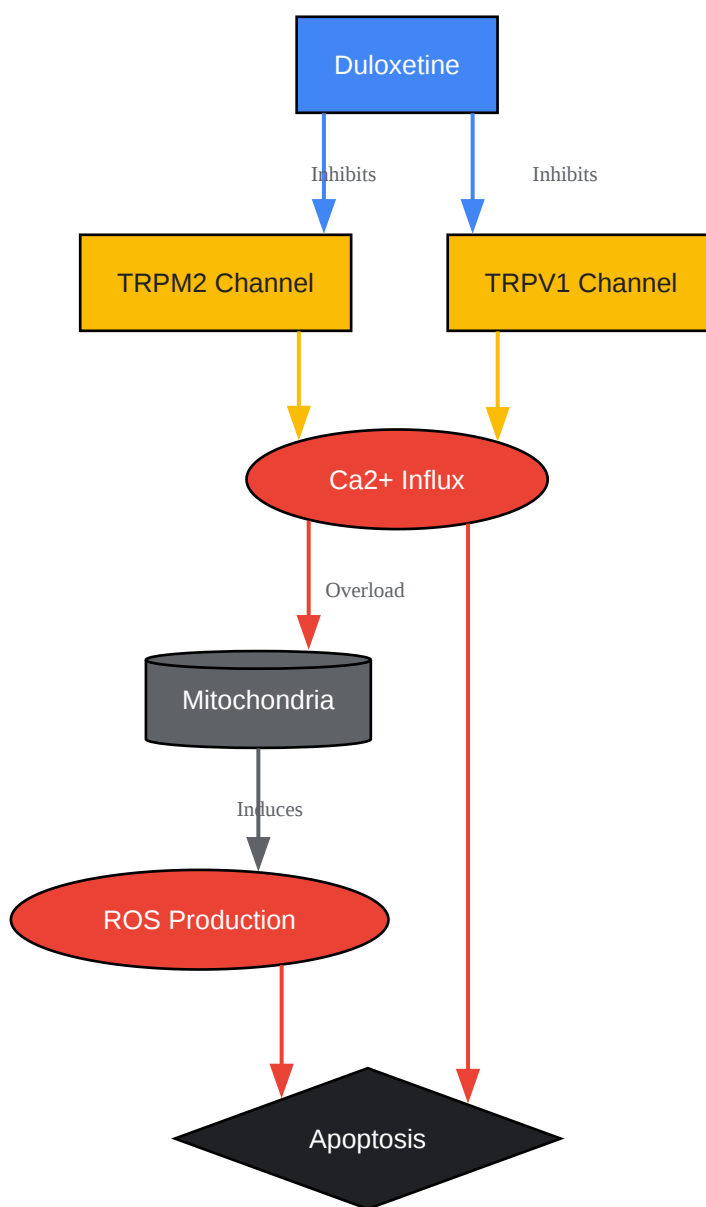 Duloxetine
Inhibits
Inhibits
TRPM2 Channel
TRPV1 Channel
Ca2+ Influx
Overload
Mitochondria
Induces
ROS Production
Apoptosis